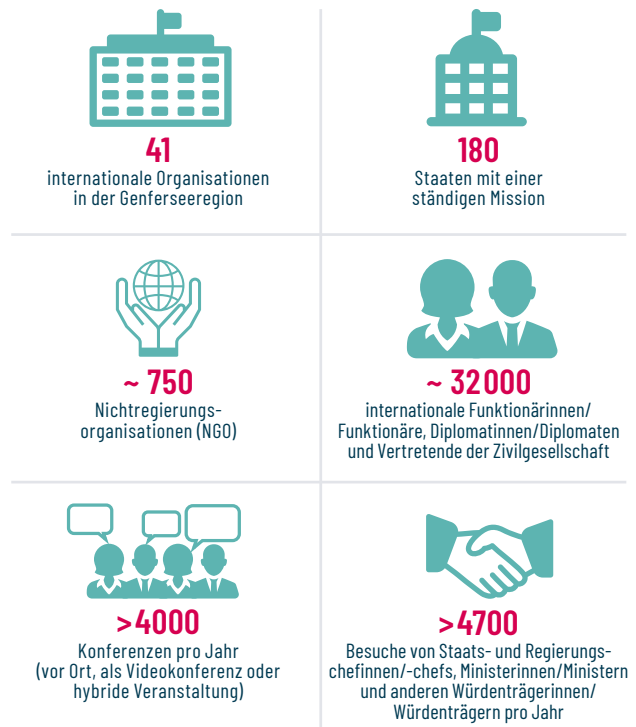 41
internationale Organisationen
in der Genferseeregion
180
Staaten mit einer
ständigen Mission
~ 750
Nichtregierungs-
organisationen (NGO)
~ 32 000
internationale Funktionärinnen/
Funktionäre, Diplomatinnen/Diplomaten
und Vertretende der Zivilgesellschaft
>4000
Konferenzen pro Jahr
(vor Ort, als Videokonferenz oder
hybride Veranstaltung)
>4700
Besuche von Staats- und Regierungs-
chefinnen/-chefs, Ministerinnen/Ministern
und anderen Würdenträgerinnen/
Würdenträgern pro Jahr